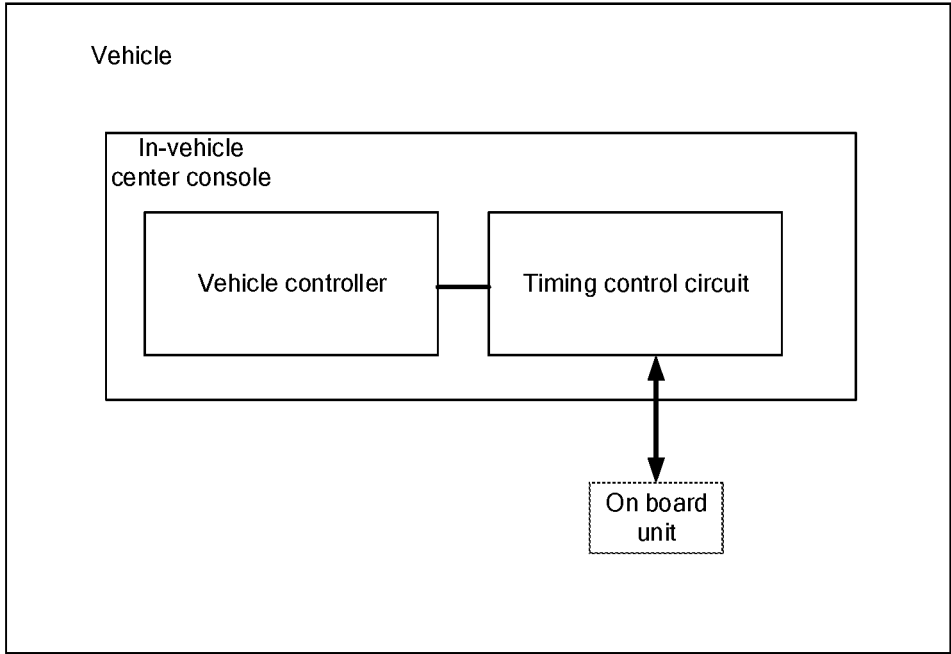 Vehicle
In-vehicle
center console
Vehicle controller
Timing control circuit
On board
unit